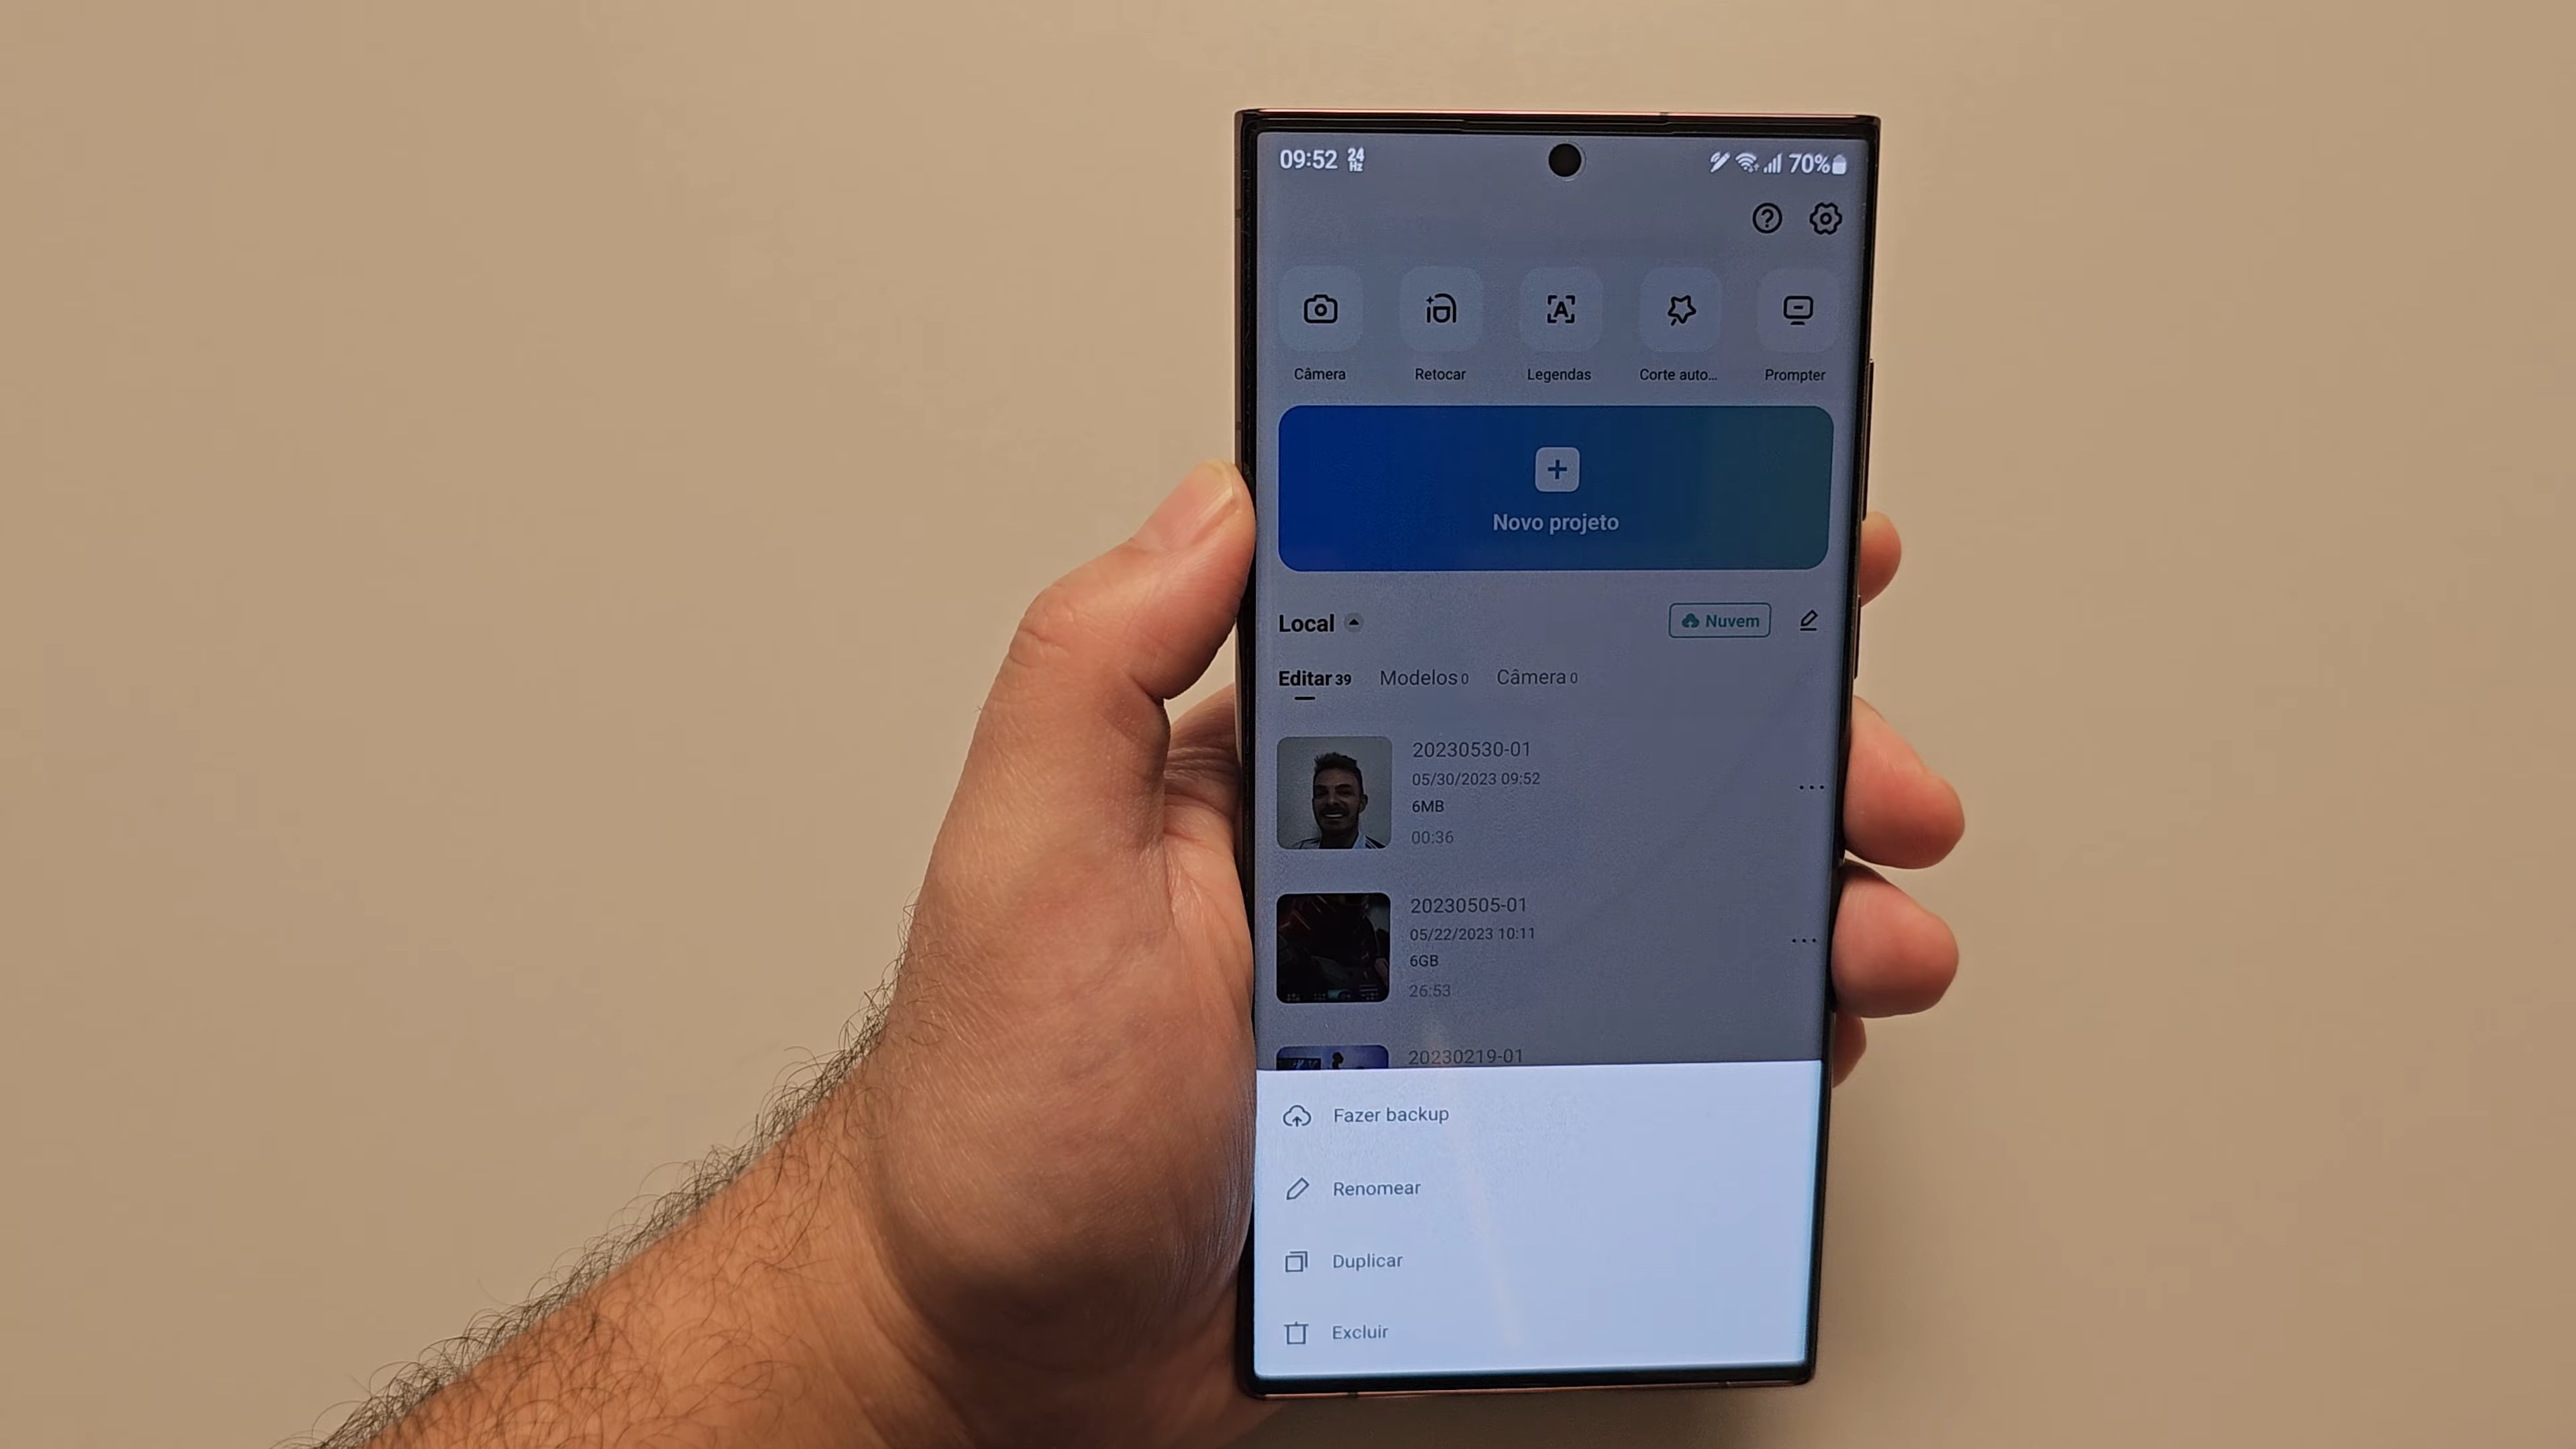 09:52 24 Hz 70%
Câmera Retocar Legendas Corte auto... Prompter
Novo projeto
Local Nuvem
Editar 39 Modelos 0 Câmera 0
20230530-01
05/30/2023 09:52
6MB
00:36
20230505-01
05/22/2023 10:11
6GB
26:53
20230219-01
Fazer backup
Renomear
Duplicar
Excluir